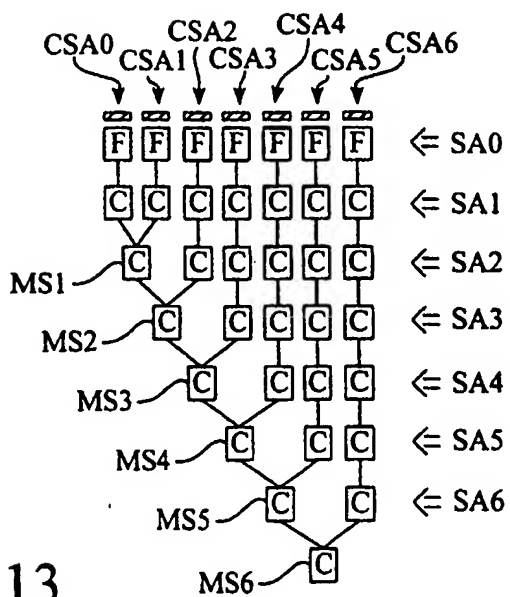 CSA0 CSA1 CSA2 CSA3 CSA4 CSA5 CSA6
F F F F F F F ⇐ SA0
C C C C C C C ⇐ SA1
MS1 C C C C C C ⇐ SA2
MS2 C C C C C ⇐ SA3
MS3 C C C C ⇐ SA4
MS4 C C C ⇐ SA5
MS5 C C ⇐ SA6
MS6 C
13